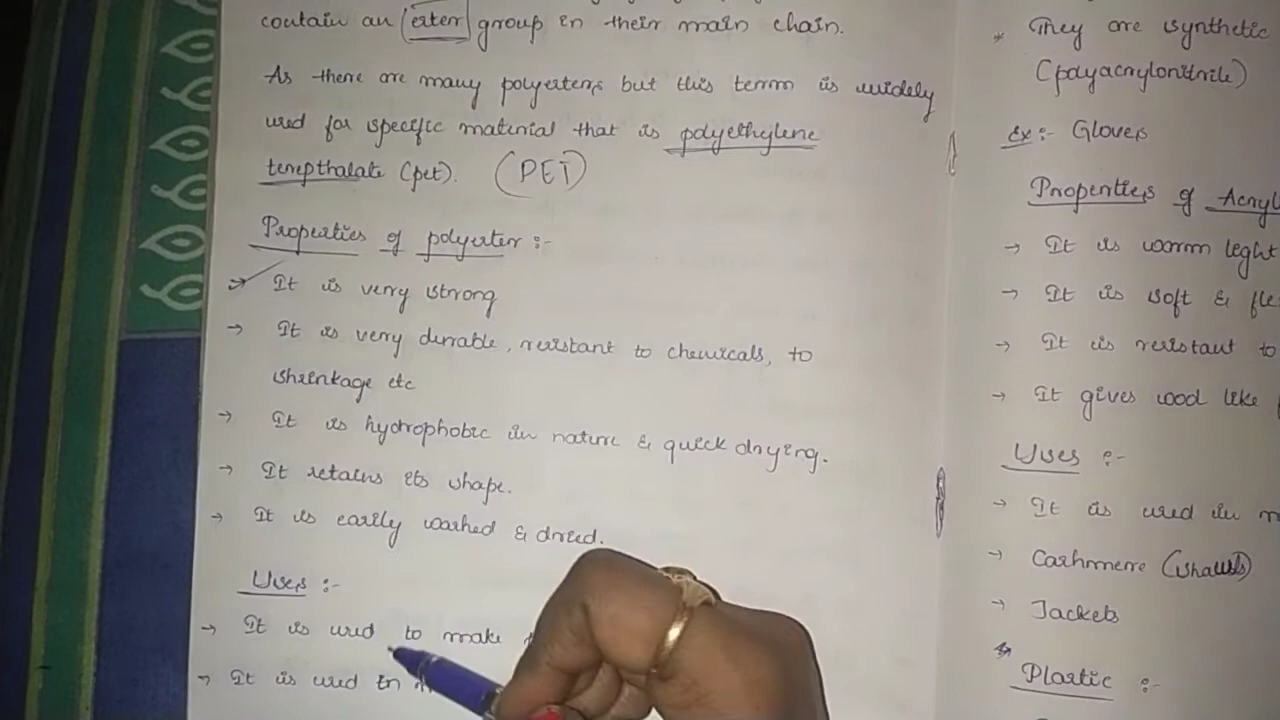 contain an ester group in their main chain.
As there are many polyesters but this term is widely
used for specific material that is polyethylene
terepthalate (pet). (PET)
Properties of polyester :-
→ It is very strong
→ It is very durable, resistant to chemicals, to
shrinkage etc
→ It is hydrophobic in nature & quick drying.
→ It retains its shape.
→ It is easily washed & dried.
Uses :-
→ It is used to make
→ It is used in
* They are synthetic
(polyacrylonitrile)
Ex:- Gloves
Properties of Acryl
→ It is warm light
→ It is soft & fle
→ It is resistant to
→ It gives wool like
Uses :-
→ It is used in m
→ Cashmere (shawls)
→ Jackets
* Plastic :-